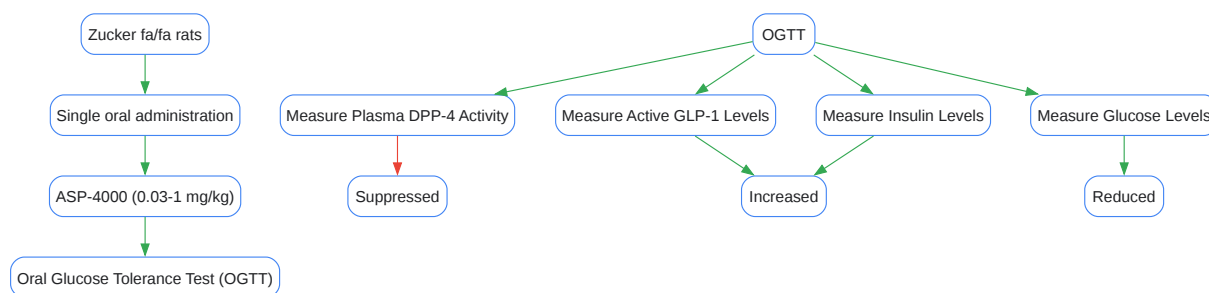 Zucker fa/fa rats
Single oral administration
ASP-4000 (0.03-1 mg/kg)
Oral Glucose Tolerance Test (OGTT)
OGTT
Measure Plasma DPP-4 Activity
Measure Active GLP-1 Levels
Measure Insulin Levels
Measure Glucose Levels
Suppressed
Increased
Reduced